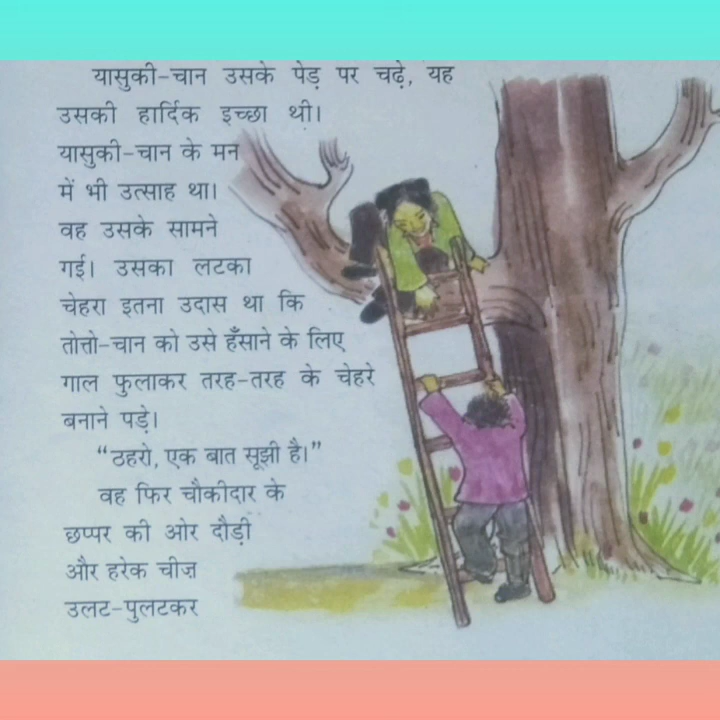 यासुकी-चान उसके पेड़ पर चढ़े, यह
उसकी हार्दिक इच्छा थी।
यासुकी-चान के मन
में भी उत्साह था।
वह उसके सामने
गई। उसका लटका
चेहरा इतना उदास था कि
तोत्तो-चान को उसे हँसाने के लिए
गाल फुलाकर तरह-तरह के चेहरे
बनाने पड़े।
“ठहरो, एक बात सूझी है।”
वह फिर चौकीदार के
छप्पर की ओर दौड़ी
और हरेक चीज़
उलट-पुलटकर